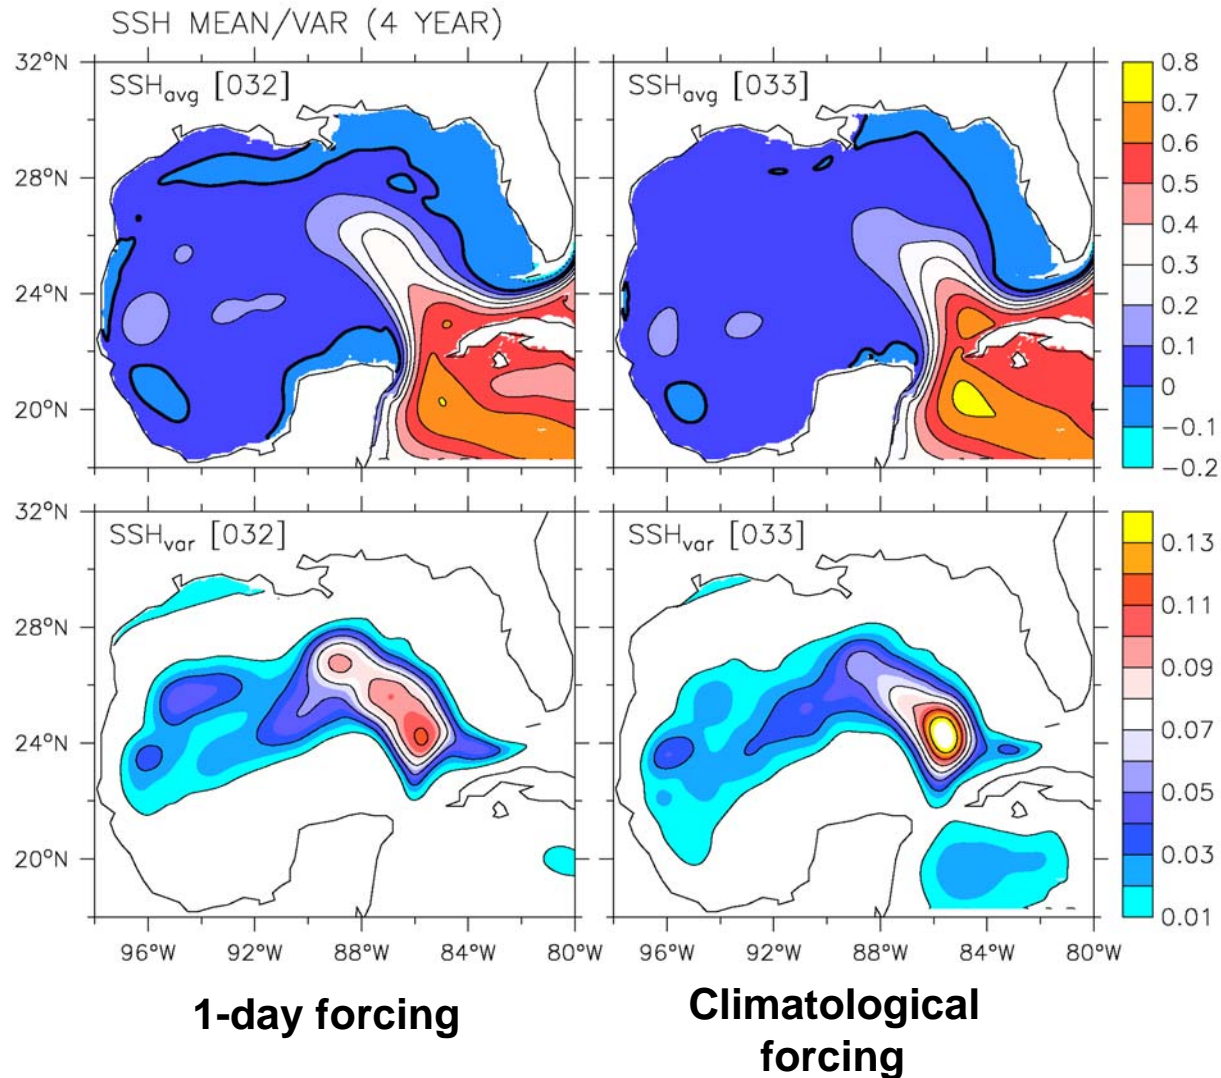 SSH MEAN/VAR (4 YEAR)
32°N
28°N
24°N
20°N
SSHavg [032]
SSHavg [033]
0.8
0.7
0.6
0.5
0.4
0.3
0.2
0.1
0
−0.1
−0.2
32°N
28°N
24°N
20°N
SSHvar [032]
SSHvar [033]
0.13
0.11
0.09
0.07
0.05
0.03
0.01
96°W 92°W 88°W 84°W 80°W
96°W 92°W 88°W 84°W 80°W
1-day forcing
Climatological
forcing